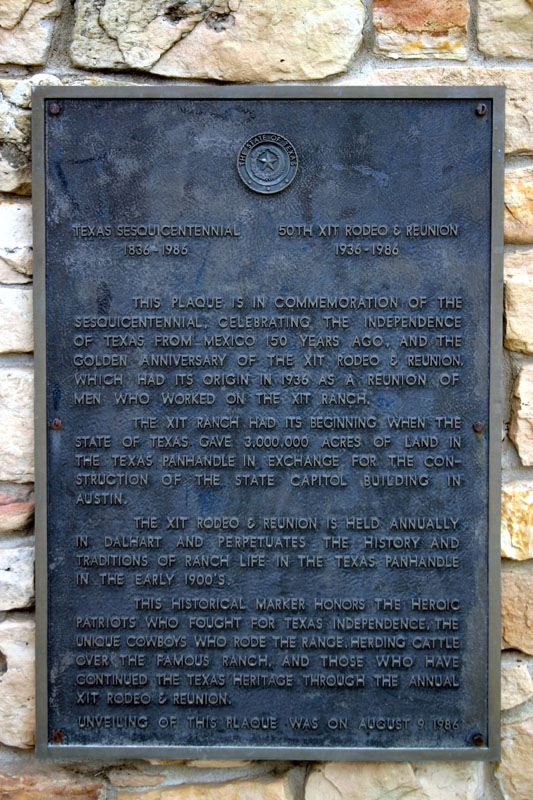 THE STATE OF TEXAS
TEXAS SESQUICENTENNIAL 50TH XIT RODEO & REUNION
1836-1986 1936-1986
THIS PLAQUE IS IN COMMEMORATION OF THE
SESQUICENTENNIAL, CELEBRATING THE INDEPENDENCE
OF TEXAS FROM MEXICO 150 YEARS AGO, AND THE
GOLDEN ANNIVERSARY OF THE XIT RODEO & REUNION,
WHICH HAD ITS ORIGIN IN 1936 AS A REUNION OF
MEN WHO WORKED ON THE XIT RANCH.
THE XIT RANCH HAD ITS BEGINNING WHEN THE
STATE OF TEXAS GAVE 3,000,000 ACRES OF LAND IN
THE TEXAS PANHANDLE IN EXCHANGE FOR THE CON-
STRUCTION OF THE STATE CAPITOL BUILDING IN
AUSTIN.
THE XIT RODEO & REUNION IS HELD ANNUALLY
IN DALHART AND PERPETUATES THE HISTORY AND
TRADITIONS OF RANCH LIFE IN THE TEXAS PANHANDLE
IN THE EARLY 1900'S.
THIS HISTORICAL MARKER HONORS THE HEROIC
PATRIOTS WHO FOUGHT FOR TEXAS INDEPENDENCE, THE
UNIQUE COWBOYS WHO RODE THE RANGE, HERDING CATTLE
OVER THE FAMOUS RANCH, AND THOSE WHO HAVE
CONTINUED THE TEXAS HERITAGE THROUGH THE ANNUAL
XIT RODEO & REUNION.
UNVEILING OF THIS PLAQUE WAS ON AUGUST 9, 1986